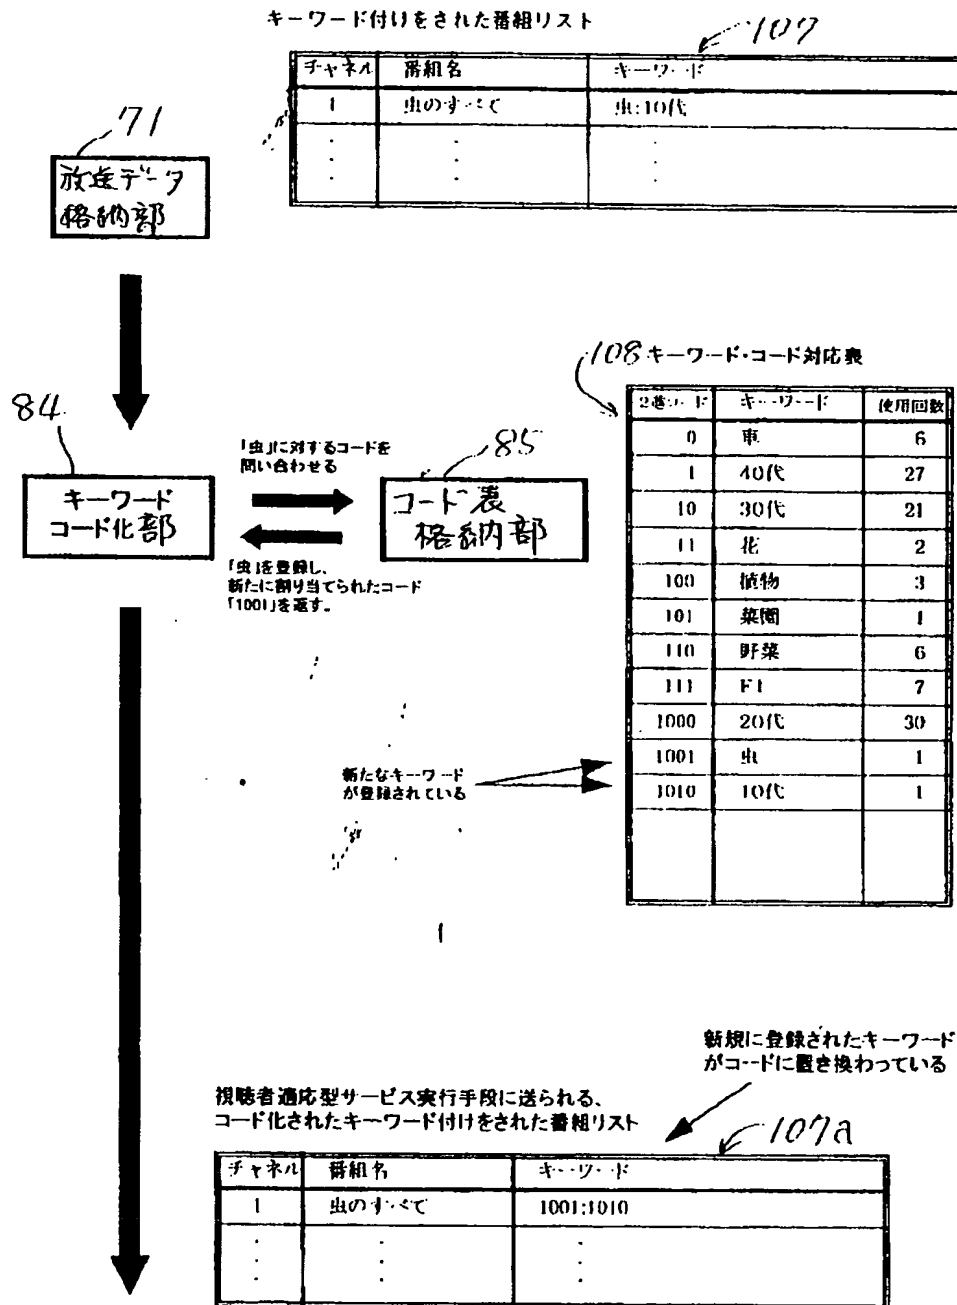 キーワード付けをされた番組リスト
107
チャネル 番組名 キーワード
1 虫のすべて 虫:10代
71
放送データ
格納部
108 キーワード・コード対応表
2進コード キーワード 使用回数
0 車 6
1 40代 27
10 30代 21
11 花 2
100 植物 3
101 菜園 1
110 野菜 6
111 F1 7
1000 20代 30
1001 虫 1
1010 10代 1
84
キーワード
コード化部
「虫」に対するコードを
問い合わせる
85
コード表
格納部
「虫」を登録し、
新たに割り当てられたコード
「1001」を返す。
新たなキーワード
が登録されている
新規に登録されたキーワード
がコードに置き換わっている
視聴者適応型サービス実行手段に送られる、
コード化されたキーワード付けをされた番組リスト
107a
チャネル 番組名 キーワード
1 虫のすべて 1001:1010